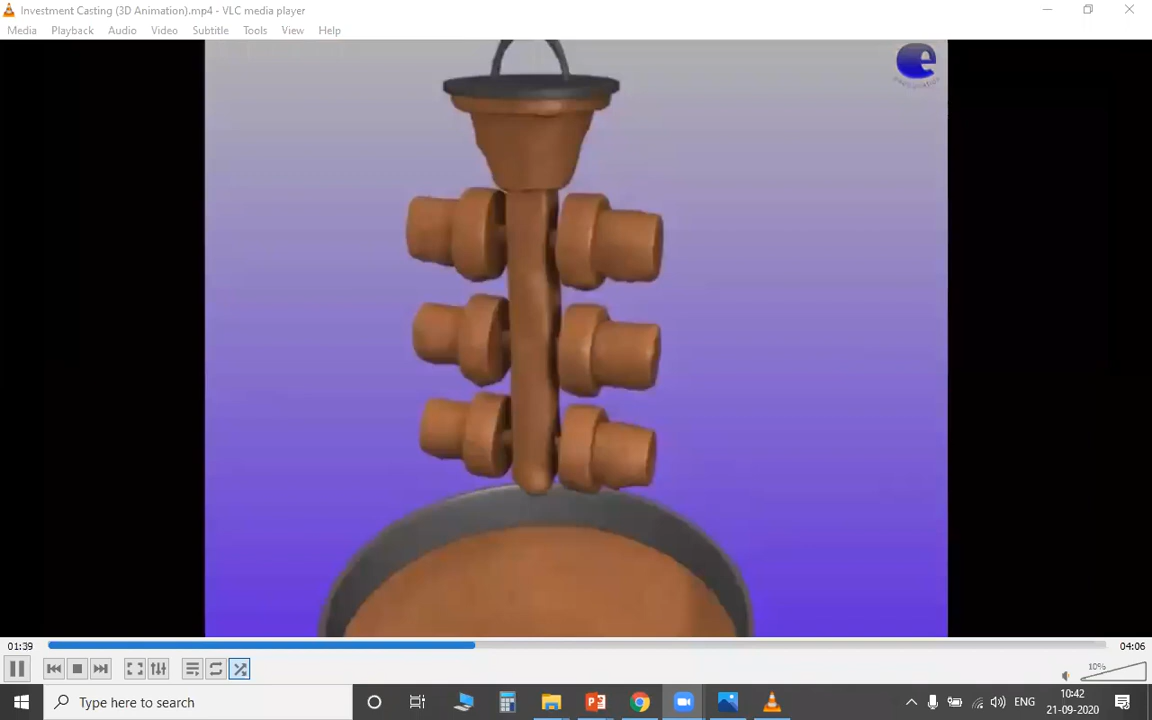 Investment Casting (3D Animation).mp4 - VLC media player
Media Playback Audio Video Subtitle Tools View Help
e
01:39
04:06
10%
Type here to search
ENG
10:42
21-09-2020